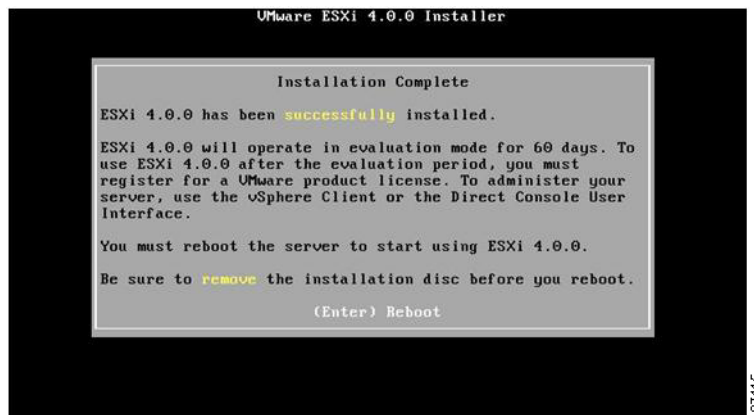 VMware ESXi 4.0.0 Installer
Installation Complete
ESXi 4.0.0 has been successfully installed.
ESXi 4.0.0 will operate in evaluation mode for 60 days. To
use ESXi 4.0.0 after the evaluation period, you must
register for a VMware product license. To administer your
server, use the vSphere Client or the Direct Console User
Interface.
You must reboot the server to start using ESXi 4.0.0.
Be sure to remove the installation disc before you reboot.
(Enter) Reboot